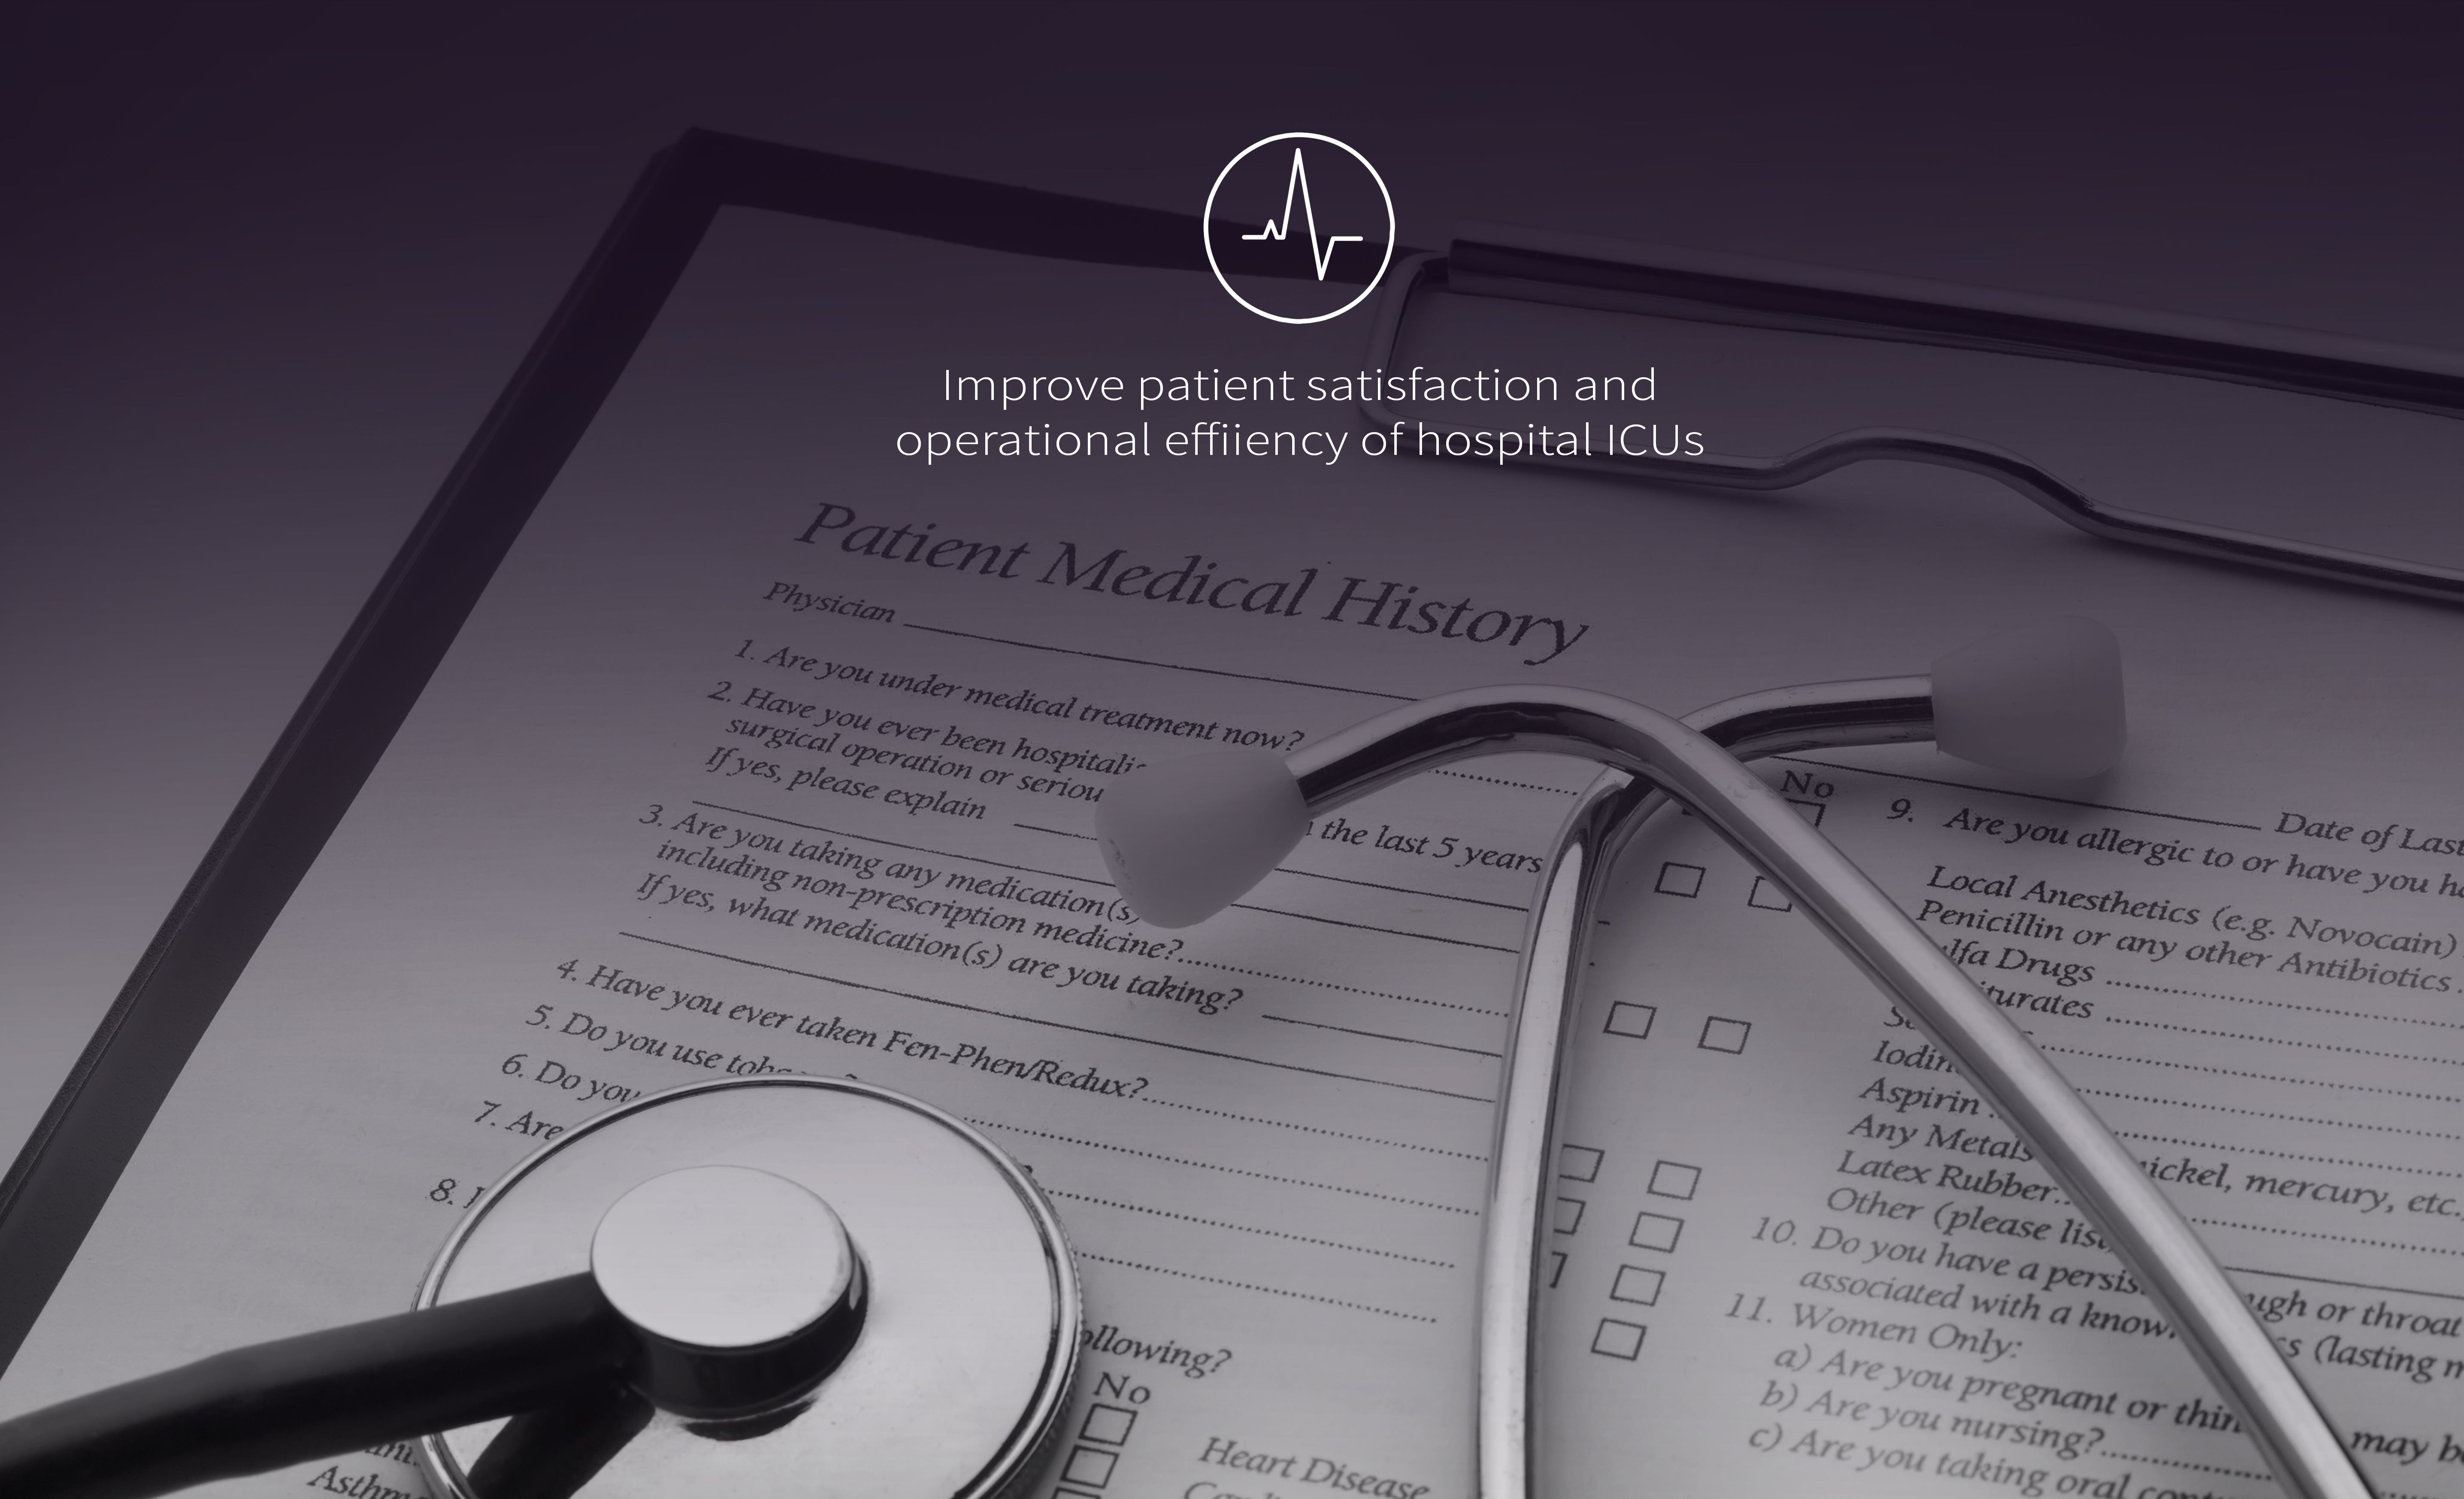 Improve patient satisfaction and
operational effiiency of hospital ICUs
Patient Medical History
Physician
1. Are you under medical treatment now?
2. Have you ever been
surgical operation or
If yes, please explain
the last 5 years
3. Are you taking any medication(s)
including non-prescription medicine?
If yes, what medication(s) are you taking?
4. Have you ever taken Fen-Phen/Redux?
5. Do you use
6. Do you
7. Are
8.
No
No
Heart Disease
9. Are you allergic to or have you
Date of Last
Local Anesthetics (e.g. Novocain)
Penicillin or any other Antibiotics
Drugs
Aspirin
Any Metals
mercury, etc.
Latex Rubber
Other (please
10. Do you have a
or throat
associated with a
(lasting
11. Women Only:
a) Are you pregnant or
may
b) Are you nursing?
c) Are you taking oral